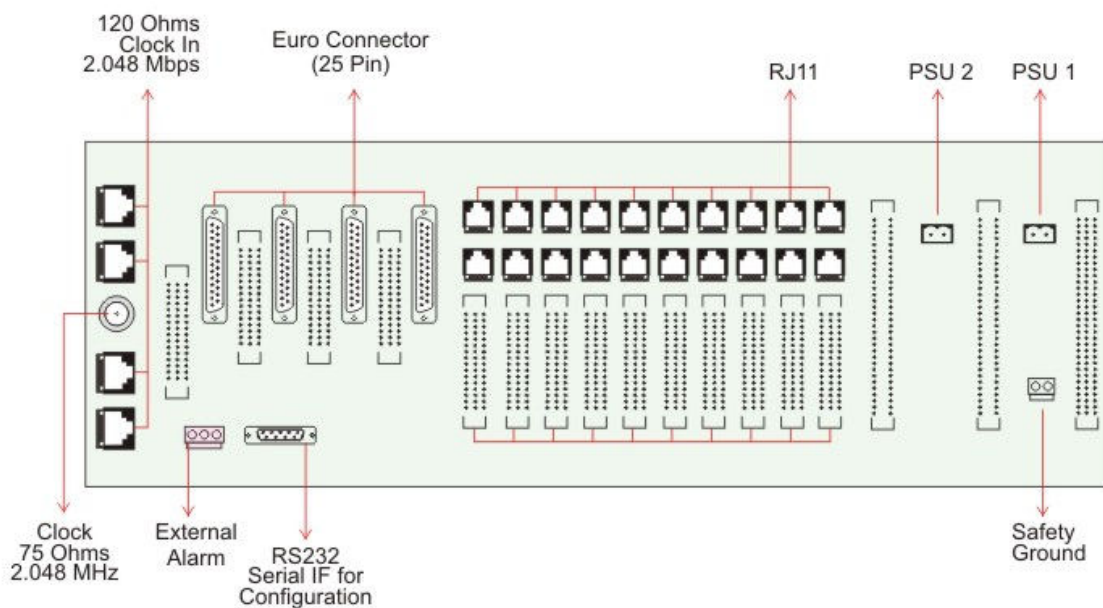 120 Ohms
Clock In
2.048 Mbps
Euro Connector
(25 Pin)
RJ11
PSU 2
PSU 1
Clock
75 Ohms
2.048 MHz
External
Alarm
RS232
Serial IF for
Configuration
Safety
Ground